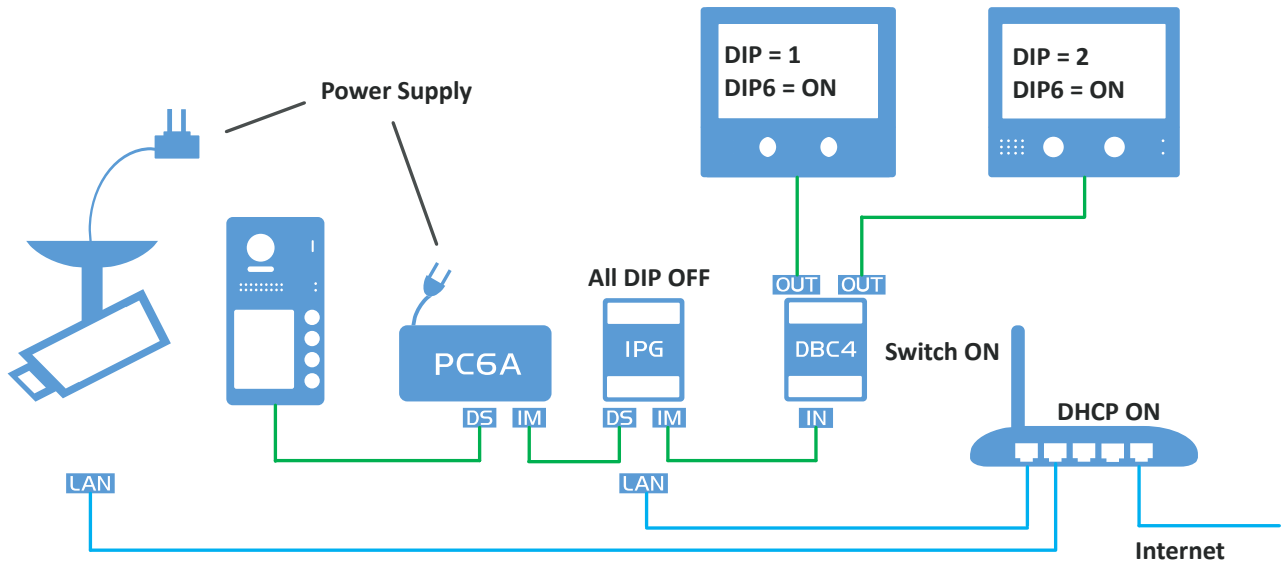 DIP = 1
DIP6 = ON
DIP = 2
DIP6 = ON
Power Supply
All DIP OFF
OUT
OUT
PC6A
IPG
DBC4
Switch ON
DS
IM
DS
IM
IN
DHCP ON
LAN
LAN
Internet